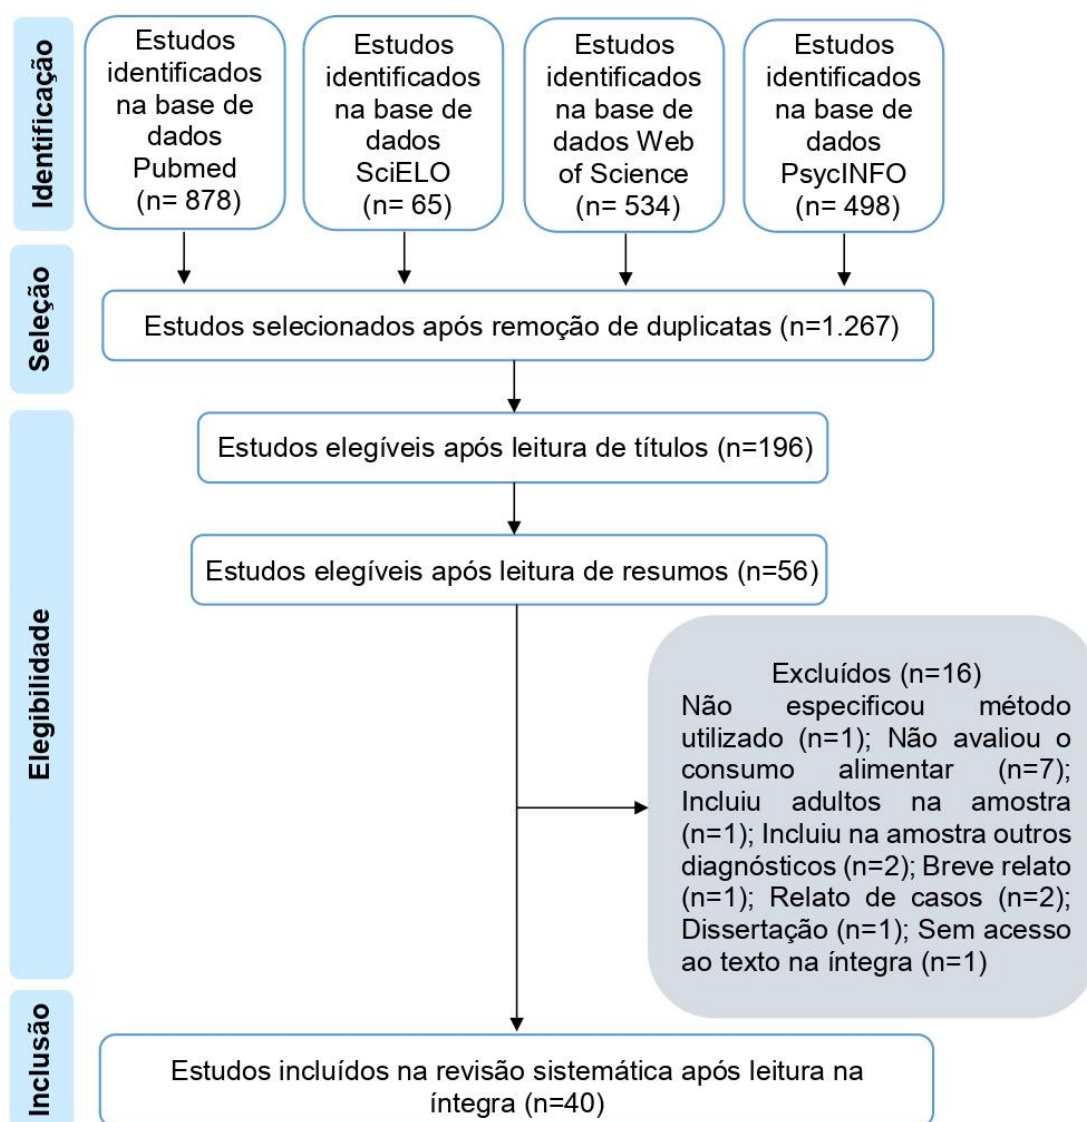 Identificação
Estudos
identificados
na base de
dados
Pubmed
(n= 878)
Estudos
identificados
na base de
dados
SciELO
(n= 65)
Estudos
identificados
na base de
dados Web
of Science
(n= 534)
Estudos
identificados
na base de
dados
PsycINFO
(n= 498)
Seleção
Estudos selecionados após remoção de duplicatas (n=1.267)
Elegibilidade
Estudos elegíveis após leitura de títulos (n=196)
Estudos elegíveis após leitura de resumos (n=56)
Excluídos (n=16)
Não especificou método
utilizado (n=1); Não avaliou o
consumo alimentar (n=7);
Incluiu adultos na amostra
(n=1); Incluiu na amostra outros
diagnósticos (n=2); Breve relato
(n=1); Relato de casos (n=2);
Dissertação (n=1); Sem acesso
ao texto na íntegra (n=1)
Inclusão
Estudos incluídos na revisão sistemática após leitura na
íntegra (n=40)